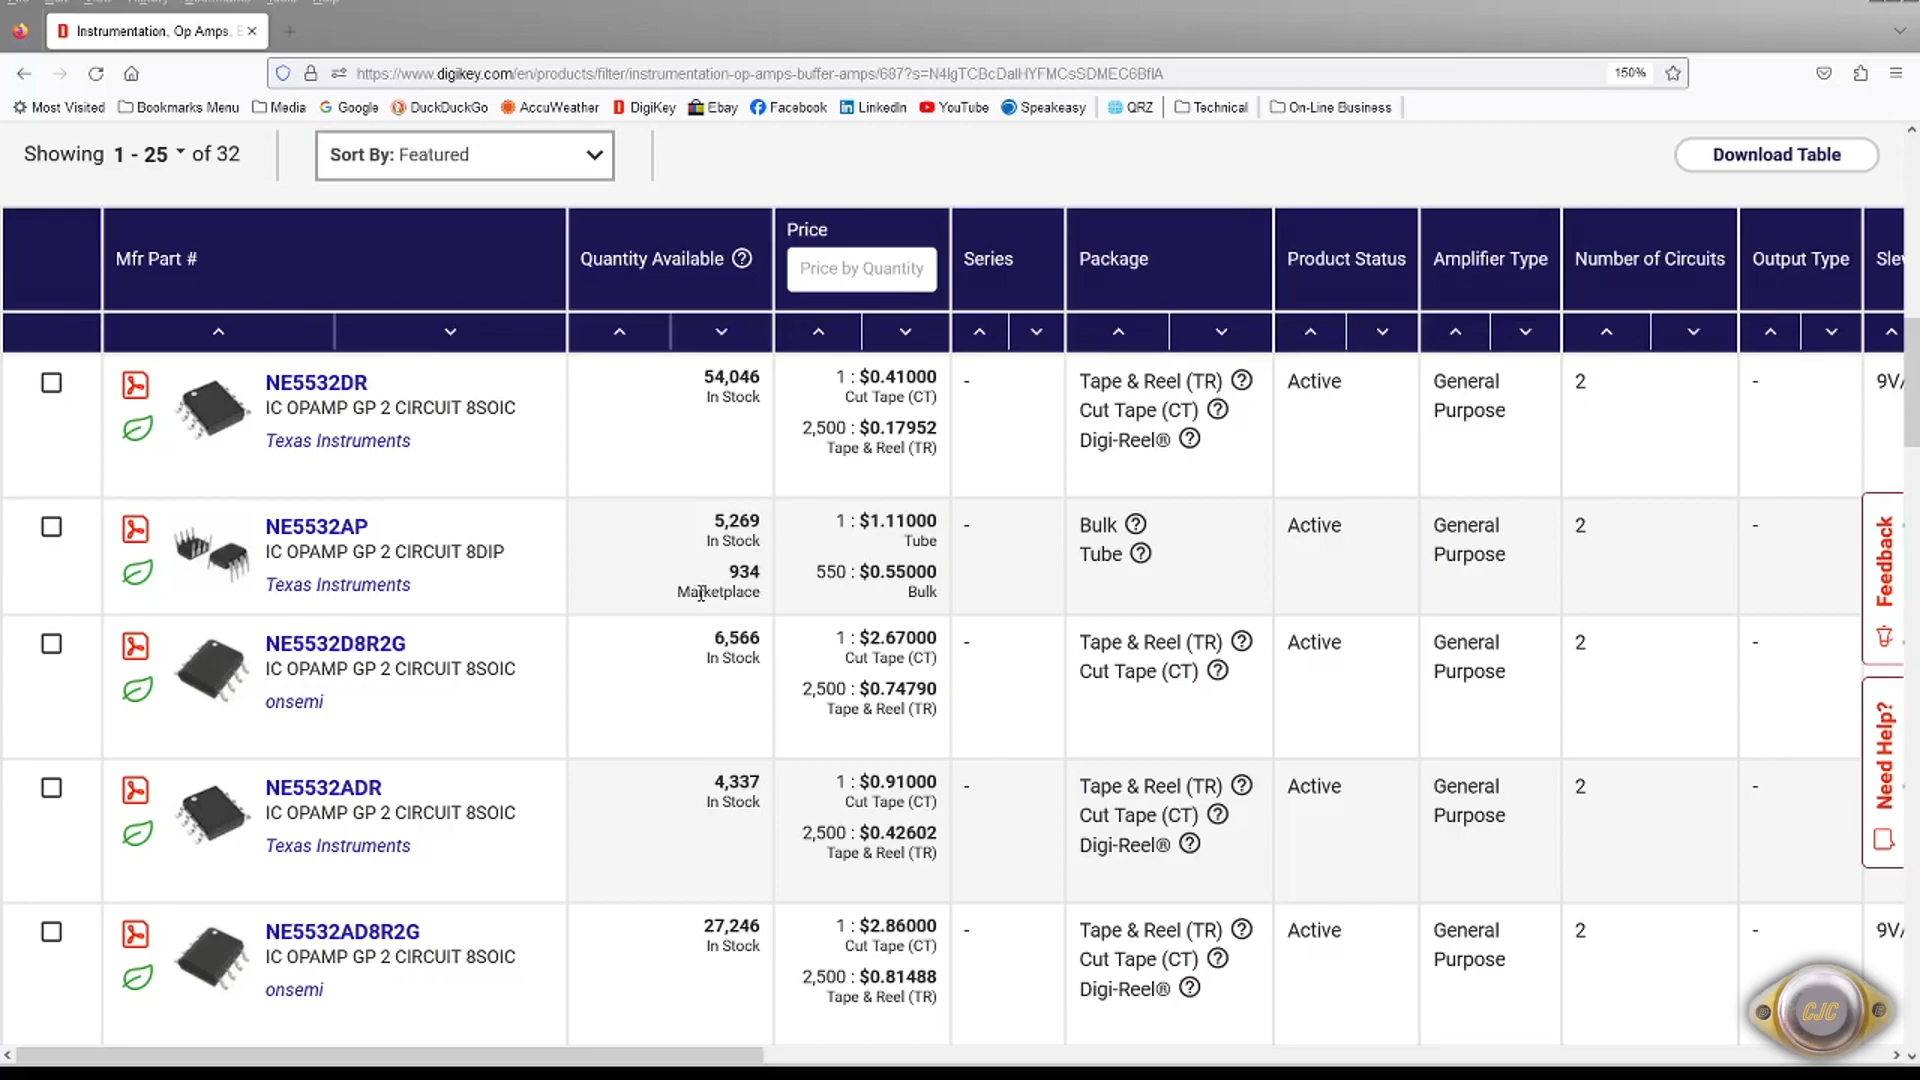 Instrumentation, Op Amps, E
https://www.digikey.com/en/products/filter/instrumentation-op-amps-buffer-amps/687?s=N4IgTCBcDaIHYFMCsSDMEC6BfIA
150%
Most Visited Bookmarks Menu Media Google DuckDuckGo AccuWeather DigiKey Ebay Facebook LinkedIn YouTube Speakeasy QRZ Technical On-Line Business
Showing 1 - 25 of 32
Sort By: Featured
Download Table
Mfr Part # Quantity Available Price Series Package Product Status Amplifier Type Number of Circuits Output Type Slew
Price by Quantity
NE5532DR
IC OPAMP GP 2 CIRCUIT 8SOIC
Texas Instruments
54,046
In Stock
1 : $0.41000
Cut Tape (CT)
2,500 : $0.17952
Tape & Reel (TR)
-
Tape & Reel (TR)
Cut Tape (CT)
Digi-Reel®
Active
General
Purpose
2
-
9V/
NE5532AP
IC OPAMP GP 2 CIRCUIT 8DIP
Texas Instruments
5,269
In Stock
934
Marketplace
1 : $1.11000
Tube
550 : $0.55000
Bulk
-
Bulk
Tube
Active
General
Purpose
2
-
NE5532D8R2G
IC OPAMP GP 2 CIRCUIT 8SOIC
onsemi
6,566
In Stock
1 : $2.67000
Cut Tape (CT)
2,500 : $0.74790
Tape & Reel (TR)
-
Tape & Reel (TR)
Cut Tape (CT)
Active
General
Purpose
2
-
NE5532ADR
IC OPAMP GP 2 CIRCUIT 8SOIC
Texas Instruments
4,337
In Stock
1 : $0.91000
Cut Tape (CT)
2,500 : $0.42602
Tape & Reel (TR)
-
Tape & Reel (TR)
Cut Tape (CT)
Digi-Reel®
Active
General
Purpose
2
-
NE5532AD8R2G
IC OPAMP GP 2 CIRCUIT 8SOIC
onsemi
27,246
In Stock
1 : $2.86000
Cut Tape (CT)
2,500 : $0.81488
Tape & Reel (TR)
-
Tape & Reel (TR)
Cut Tape (CT)
Digi-Reel®
Active
General
Purpose
2
-
9V/
Feedback
Need Help?
CJC